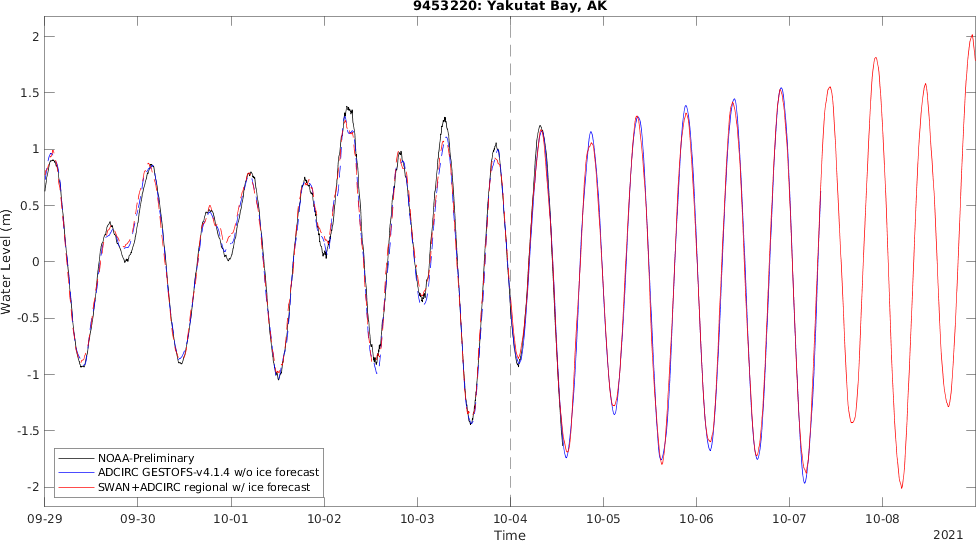 9453220: Yakutat Bay, AK
Water Level (m)
2
1.5
1
0.5
0
-0.5
-1
-1.5
-2
NOAA-Preliminary
ADCIRC GESTOFS-v4.1.4 w/o ice forecast
SWAN+ADCIRC regional w/ ice forecast
09-29 09-30 10-01 10-02 10-03 10-04 10-05 10-06 10-07 10-08
Time
2021